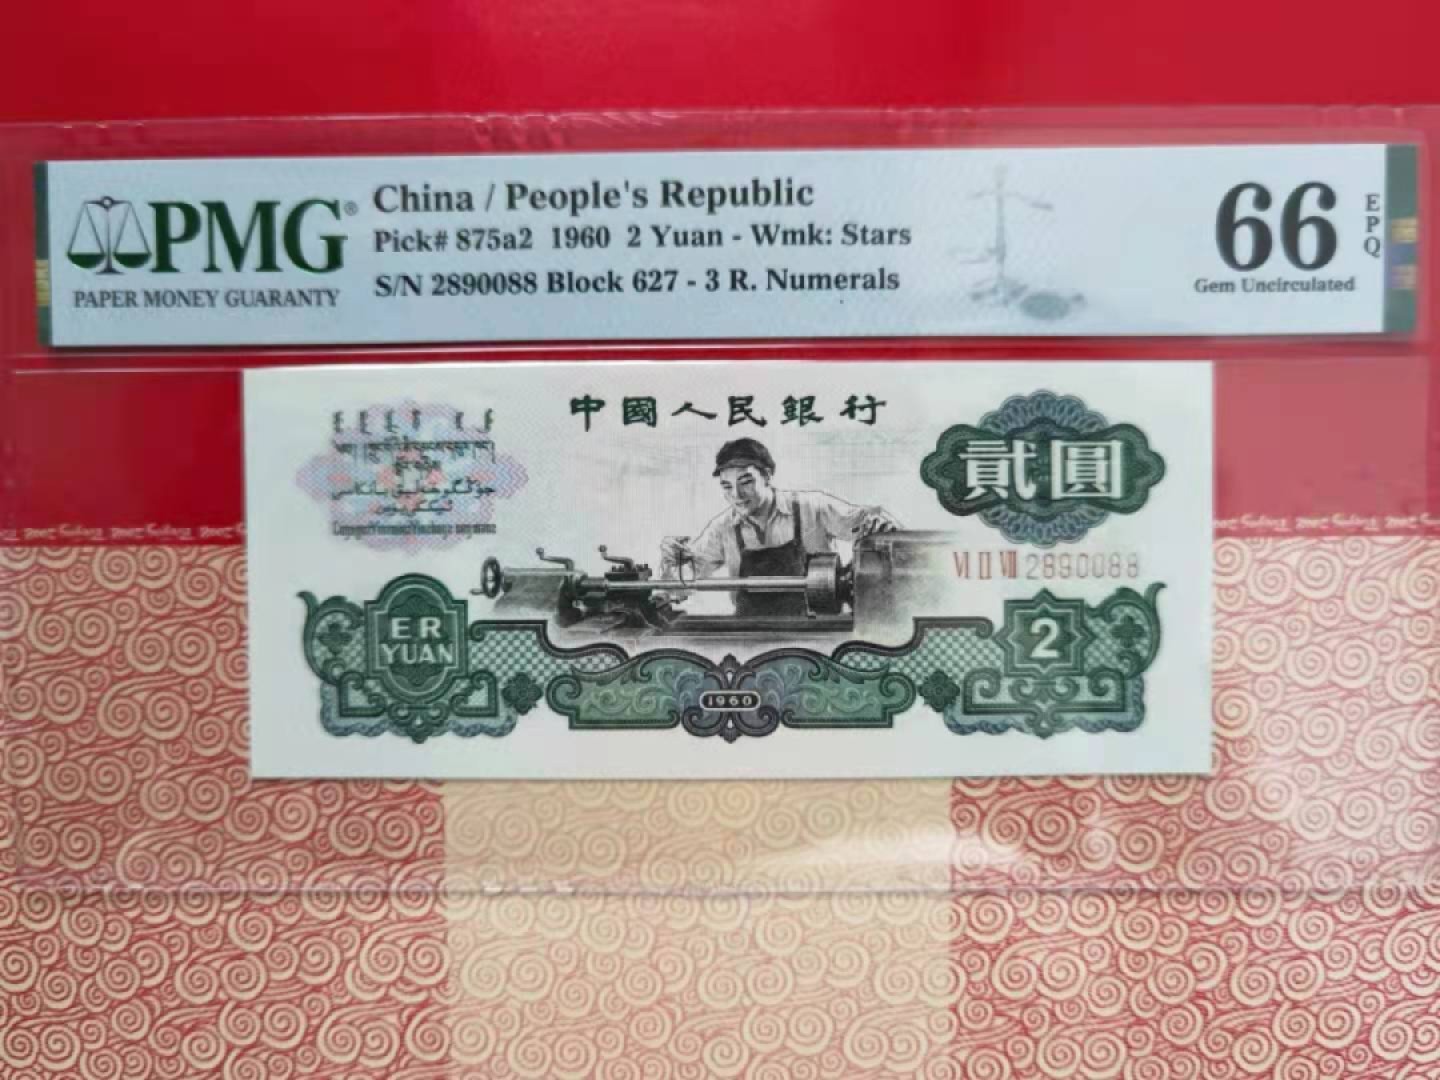 PMG®
PAPER MONEY GUARANTY
China / People's Republic
Pick# 875a2 1960 2 Yuan - Wmk: Stars
S/N 2890088 Block 627 - 3 R. Numerals
66
EPQ
Gem Uncirculated
中國人民銀行
貳圓
VI II VII 2890088
ER
YUAN
1960
2